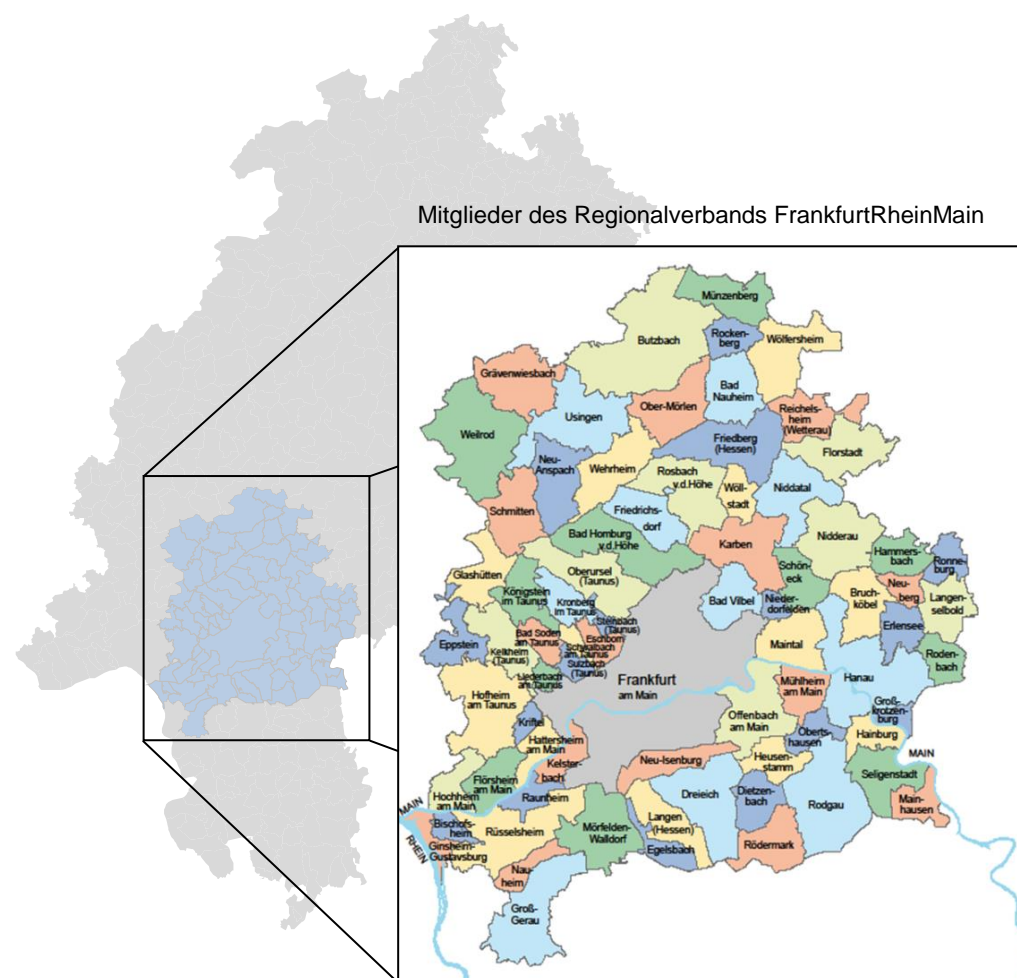 Mitglieder des Regionalverbands FrankfurtRheinMain
Münzenberg
Butzbach
Rocken-
berg
Wölfersheim
Grävenwiesbach
Bad
Nauheim
Usingen
Ober-Mörlen
Reichels-
heim
(Wetterau)
Weilrod
Friedberg
(Hessen)
Florstadt
Neu-
Anspach
Wehrheim
Rosbach
v.d.Höhe
Wöll-
stadt
Niddatal
Schmitten
Friedrichs-
dorf
Bad Homburg
v.d.Höhe
Karben
Nidderau
Hammers-
bach
Ronne-
burg
Glashütten
Oberursel
(Taunus)
Schön-
eck
Königstein
im Taunus
Kronberg
im Taunus
Steinbach
(Taunus)
Bad Vilbel
Nieder-
dorfelden
Bruch-
köbel
Neu-
berg
Langen-
selbold
Erlensee
Eschborn
Bad Soden
am Taunus
Schwalbach
am Taunus
Sulzbach
(Taunus)
Eppstein
Kelkheim
(Taunus)
Maintal
Roden-
bach
Liederbach
am Taunus
Frankfurt
am Main
Mühlheim
am Main
Hanau
Hofheim
am Taunus
Groß-
krotzen-
burg
Kriftel
Offenbach
am Main
Oberts-
hausen
Hainburg
Hattersheim
am Main
MAIN
Neu-Isenburg
Heusen-
stamm
Kelster-
bach
Flörsheim
am Main
Seligenstadt
Hochheim
am Main
Raunheim
Dreieich
Dietzen-
bach
Rodgau
Main-
hausen
MAIN
Bischofs-
heim
Rüsselsheim
Mörfelden-
Walldorf
Langen
(Hessen)
Ginsheim-
Gustavsburg
RHEIN
Egelsbach
Rödermark
Nau-
heim
Groß-
Gerau